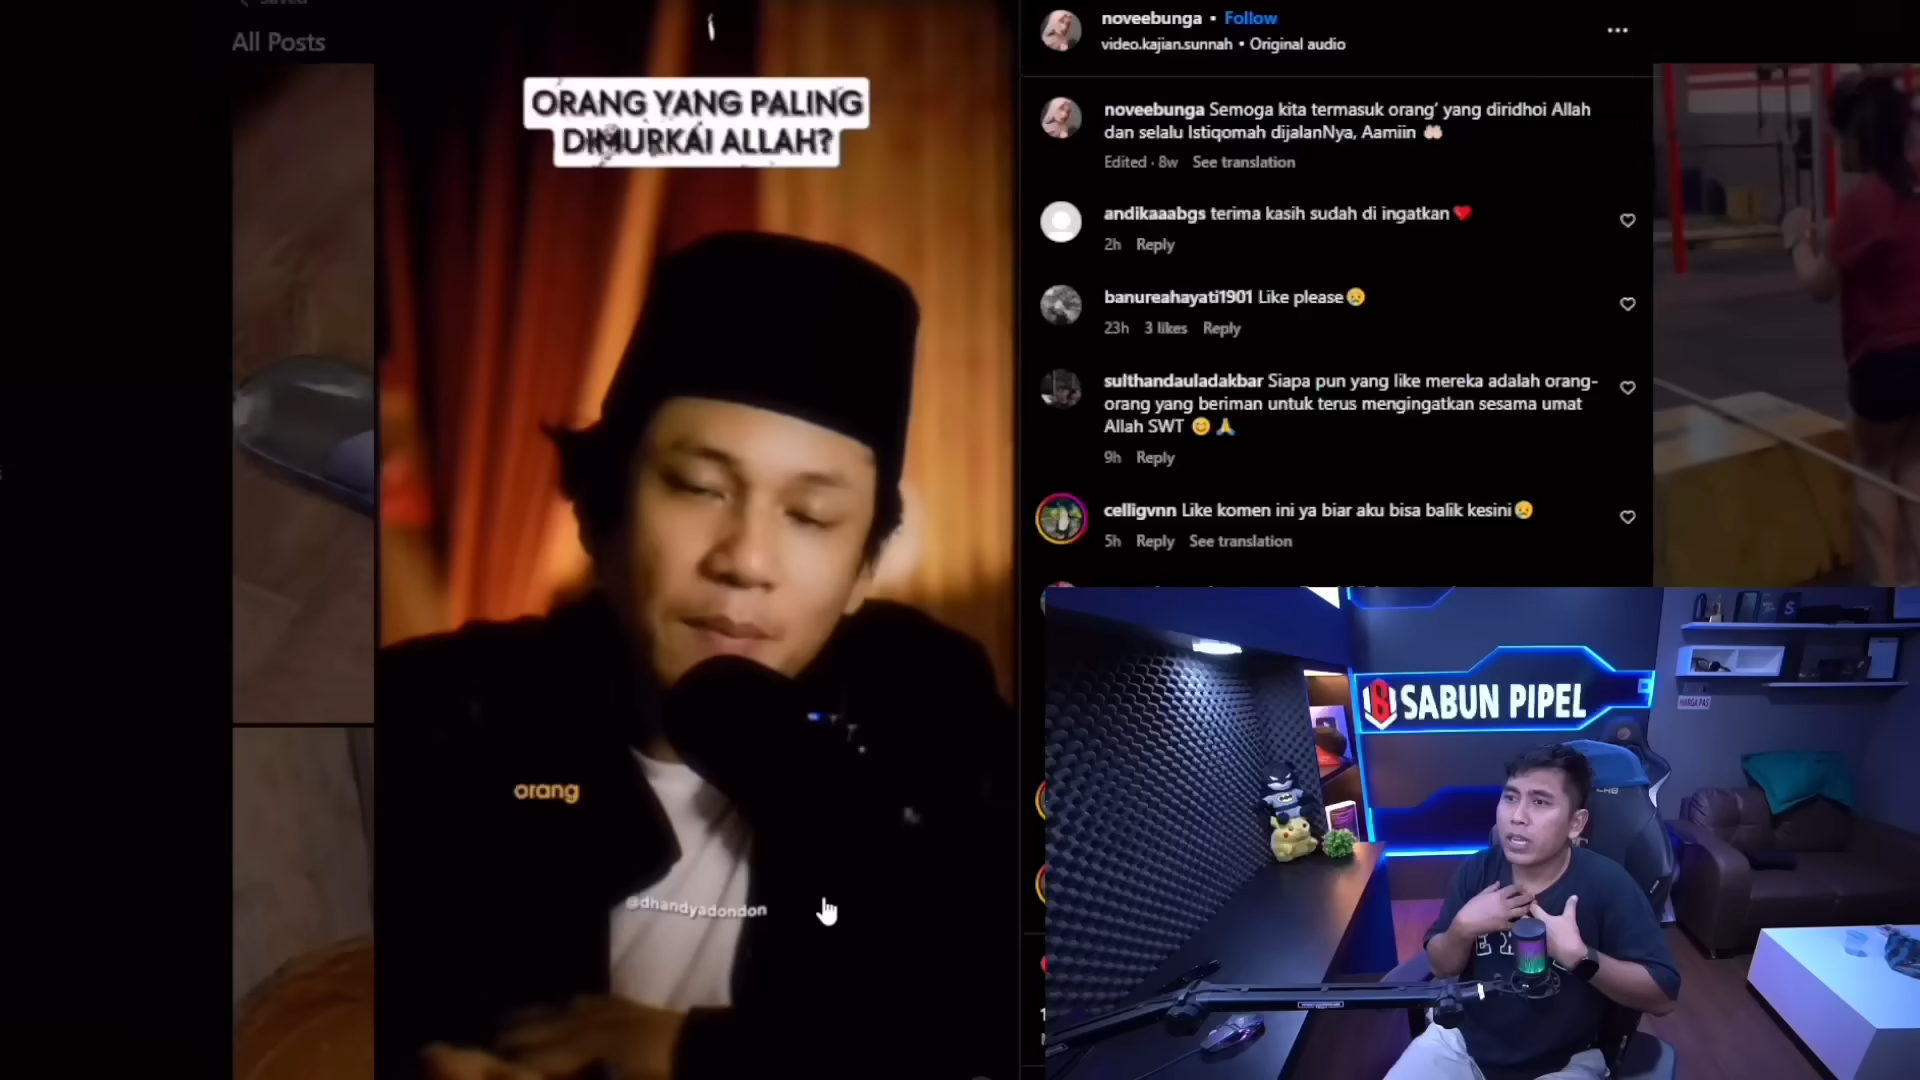 All Posts
ORANG YANG PALING
DIMURKAI ALLAH?
orang
@dhandyadondon
noveebunga • Follow
video.kajian.sunnah • Original audio
noveebunga Semoga kita termasuk orang' yang diridhoi Allah
dan selalu Istiqomah dijalanNya, Aamiin 🤲🏻
Edited · 8w See translation
andikaaabgs terima kasih sudah di ingatkan❤️
2h Reply
banureahayati1901 Like please😢
23h 3 likes Reply
sulthandauladakbar Siapa pun yang like mereka adalah orang-
orang yang beriman untuk terus mengingatkan sesama umat
Allah SWT 😊🙏
9h Reply
celligvnn Like komen ini ya biar aku bisa balik kesini😢
5h Reply See translation
SABUN PIPEL
HARGA PAS